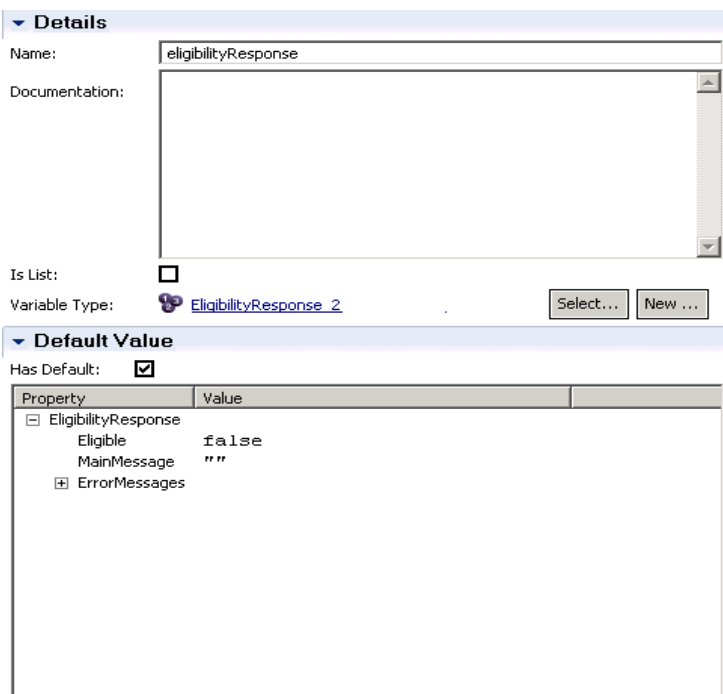 Details
Name: eligibilityResponse
Documentation:
Is List:
Variable Type: EligibilityResponse_2 Select... New ...
Default Value
Has Default:
Property Value
EligibilityResponse
Eligible false
MainMessage ""
ErrorMessages